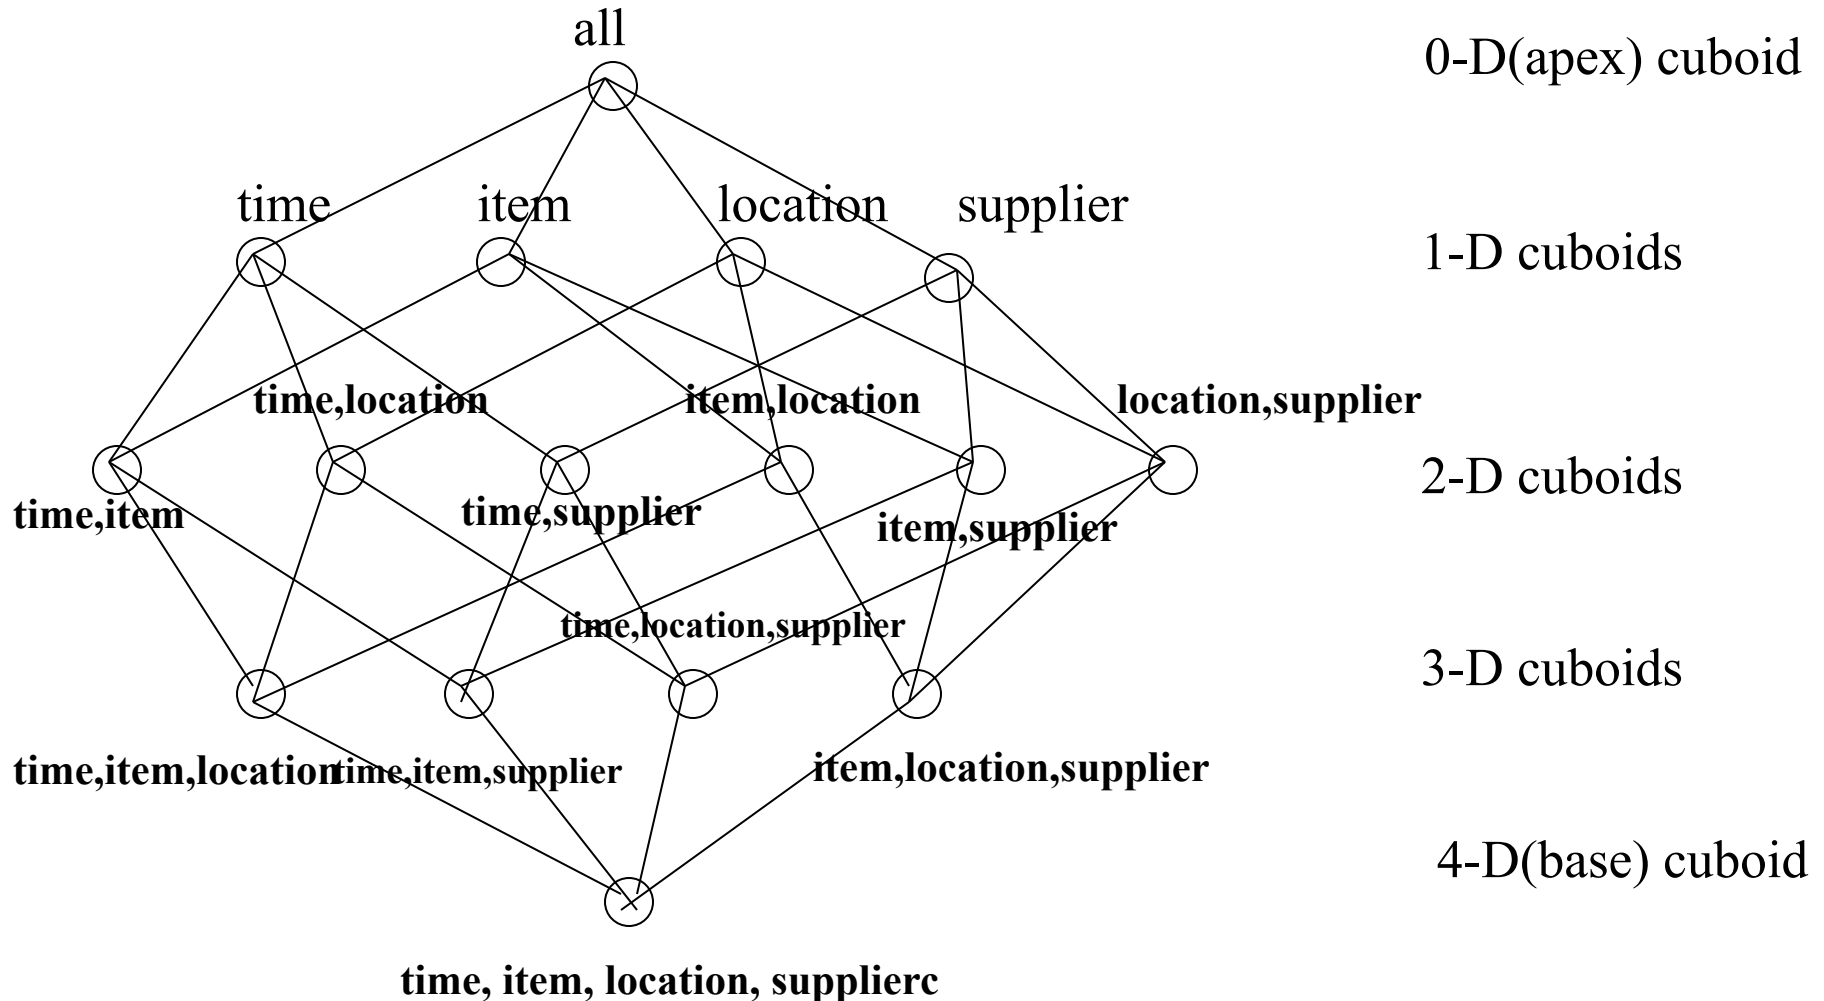 all
0-D(apex) cuboid
time
item
location
supplier
1-D cuboids
time,location
item,location
location,supplier
2-D cuboids
time,item
time,supplier
item,supplier
time,location,supplier
3-D cuboids
time,item,location
time,item,supplier
item,location,supplier
4-D(base) cuboid
time, item, location, supplierc